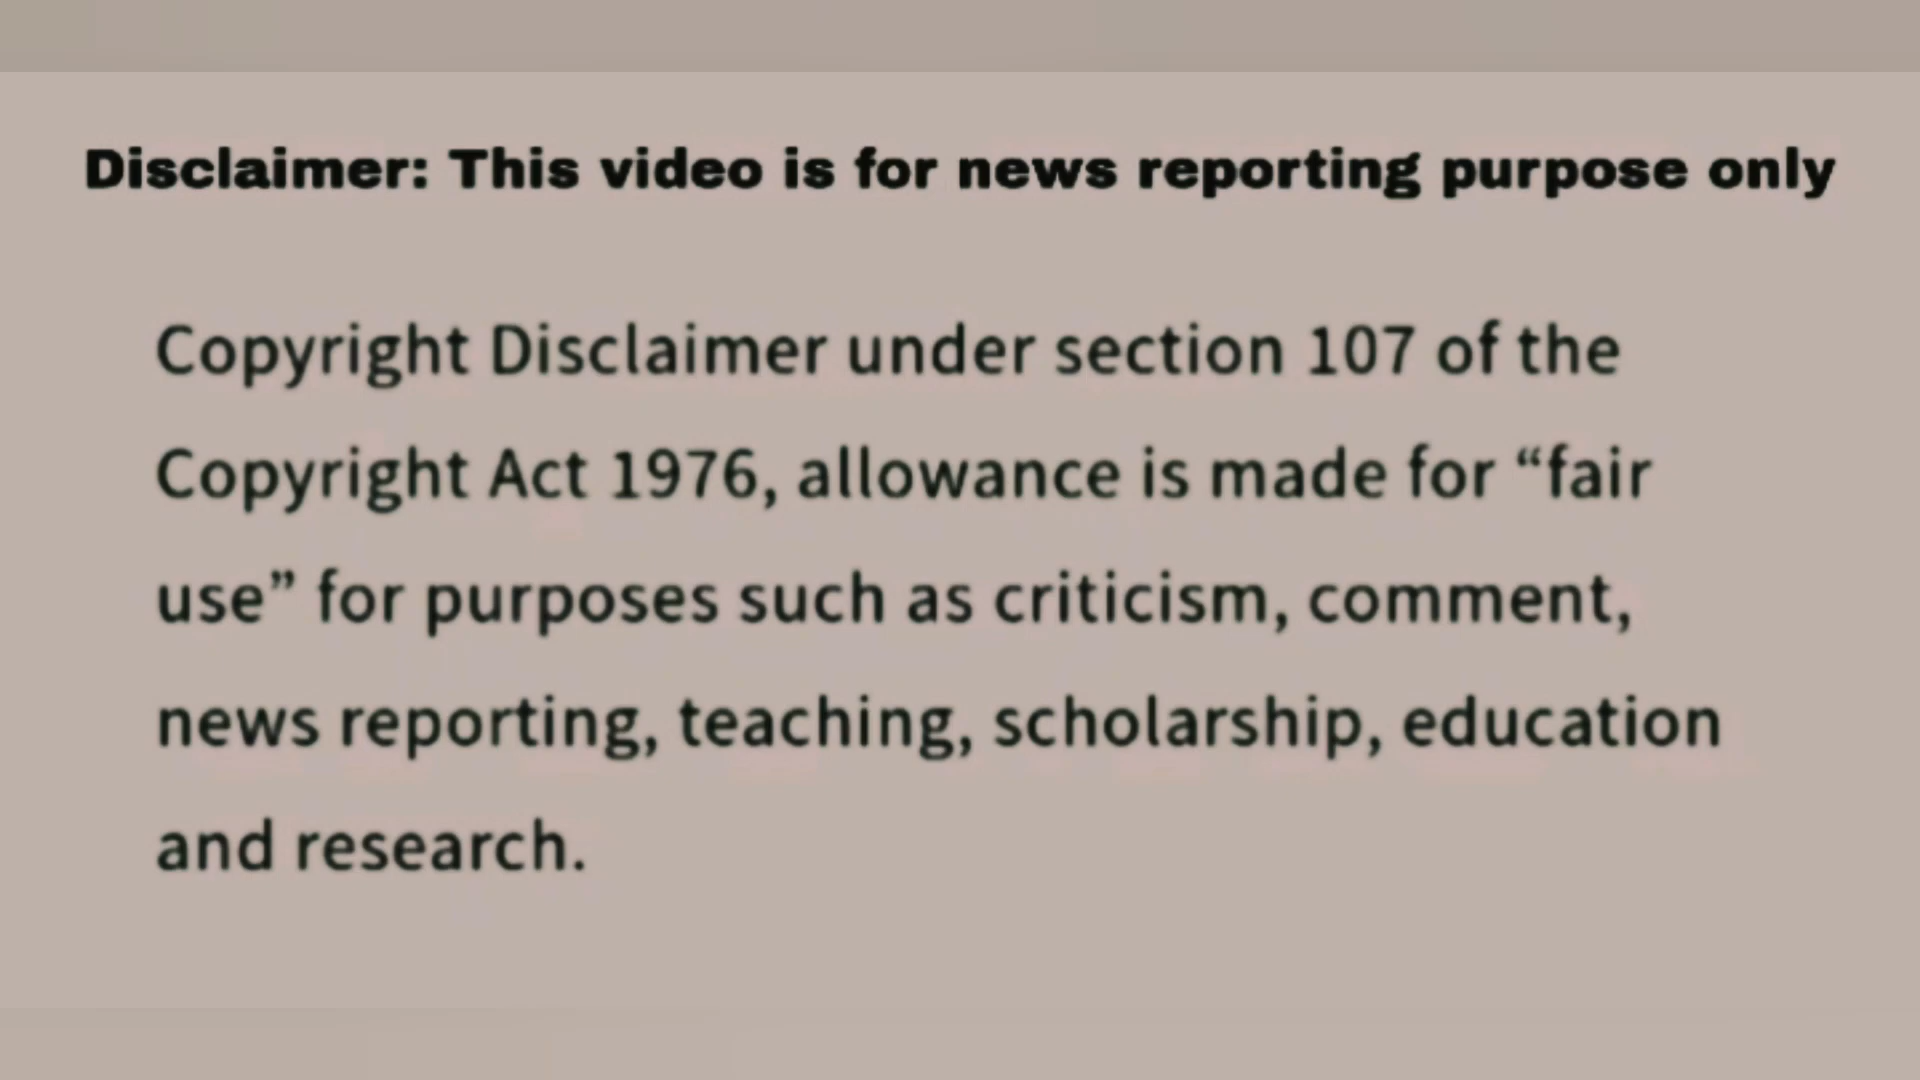 Disclaimer: This video is for news reporting purpose only
Copyright Disclaimer under section 107 of the
Copyright Act 1976, allowance is made for “fair
use” for purposes such as criticism, comment,
news reporting, teaching, scholarship, education
and research.